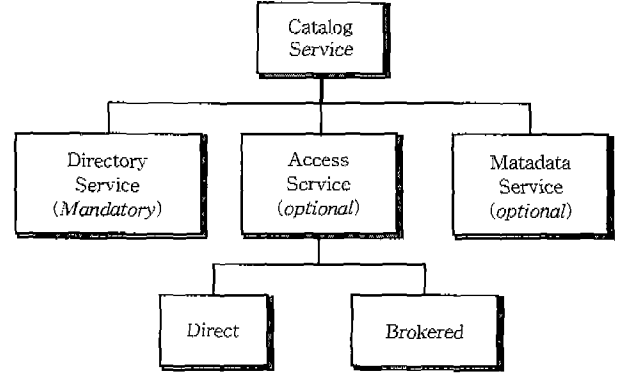 Catalog
Service
Directory
Service
(Mandatory)
Access
Service
(optional)
Matadata
Service
(optional)
Direct
Brokered